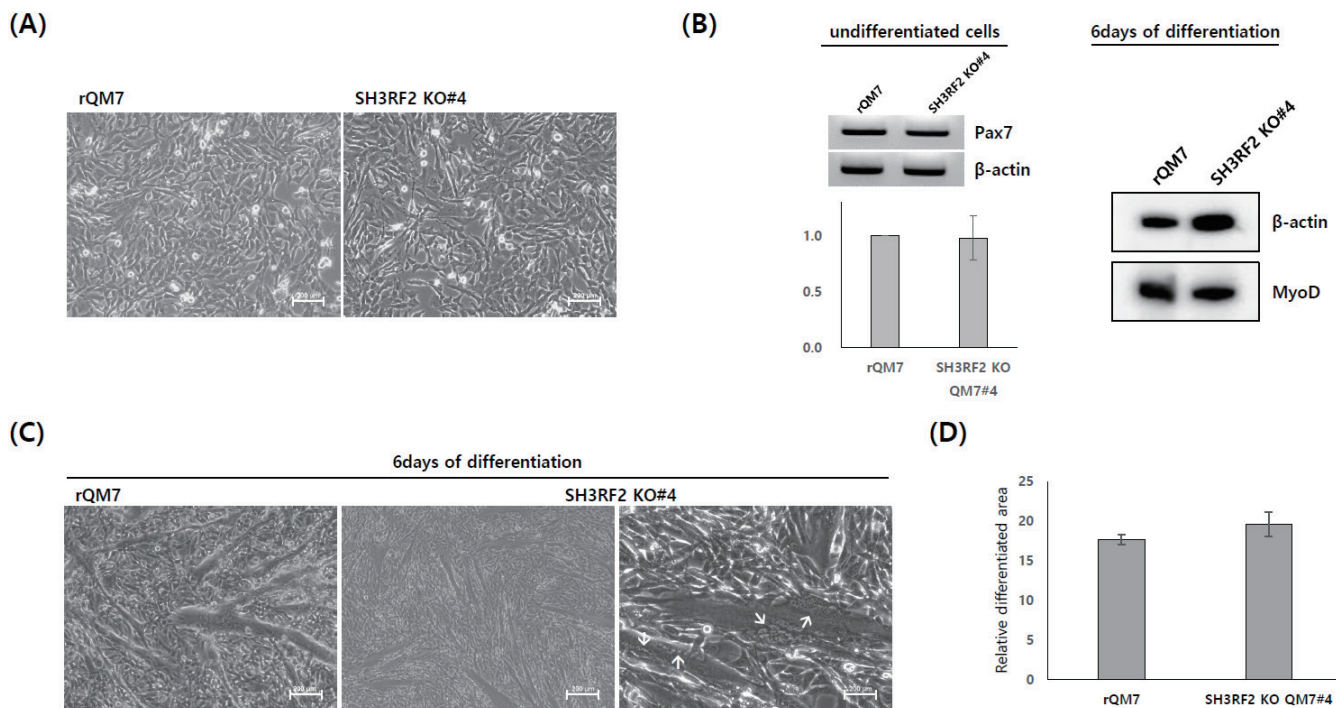 (A)
rQM7
SH3RF2 KO#4
200 µm
200 µm
(B)
undifferentiated cells
6days of differentiation
rQM7
SH3RF2 KO#4
Pax7
β-actin
1.0
0.5
0.0
rQM7
SH3RF2 KO
QM7#4
rQM7
SH3RF2 KO#4
β-actin
MyoD
(C)
6days of differentiation
rQM7
SH3RF2 KO#4
200 µm
200 µm
200 µm
(D)
Relative differentiated area
25
20
15
10
5
0
rQM7
SH3RF2 KO QM7#4